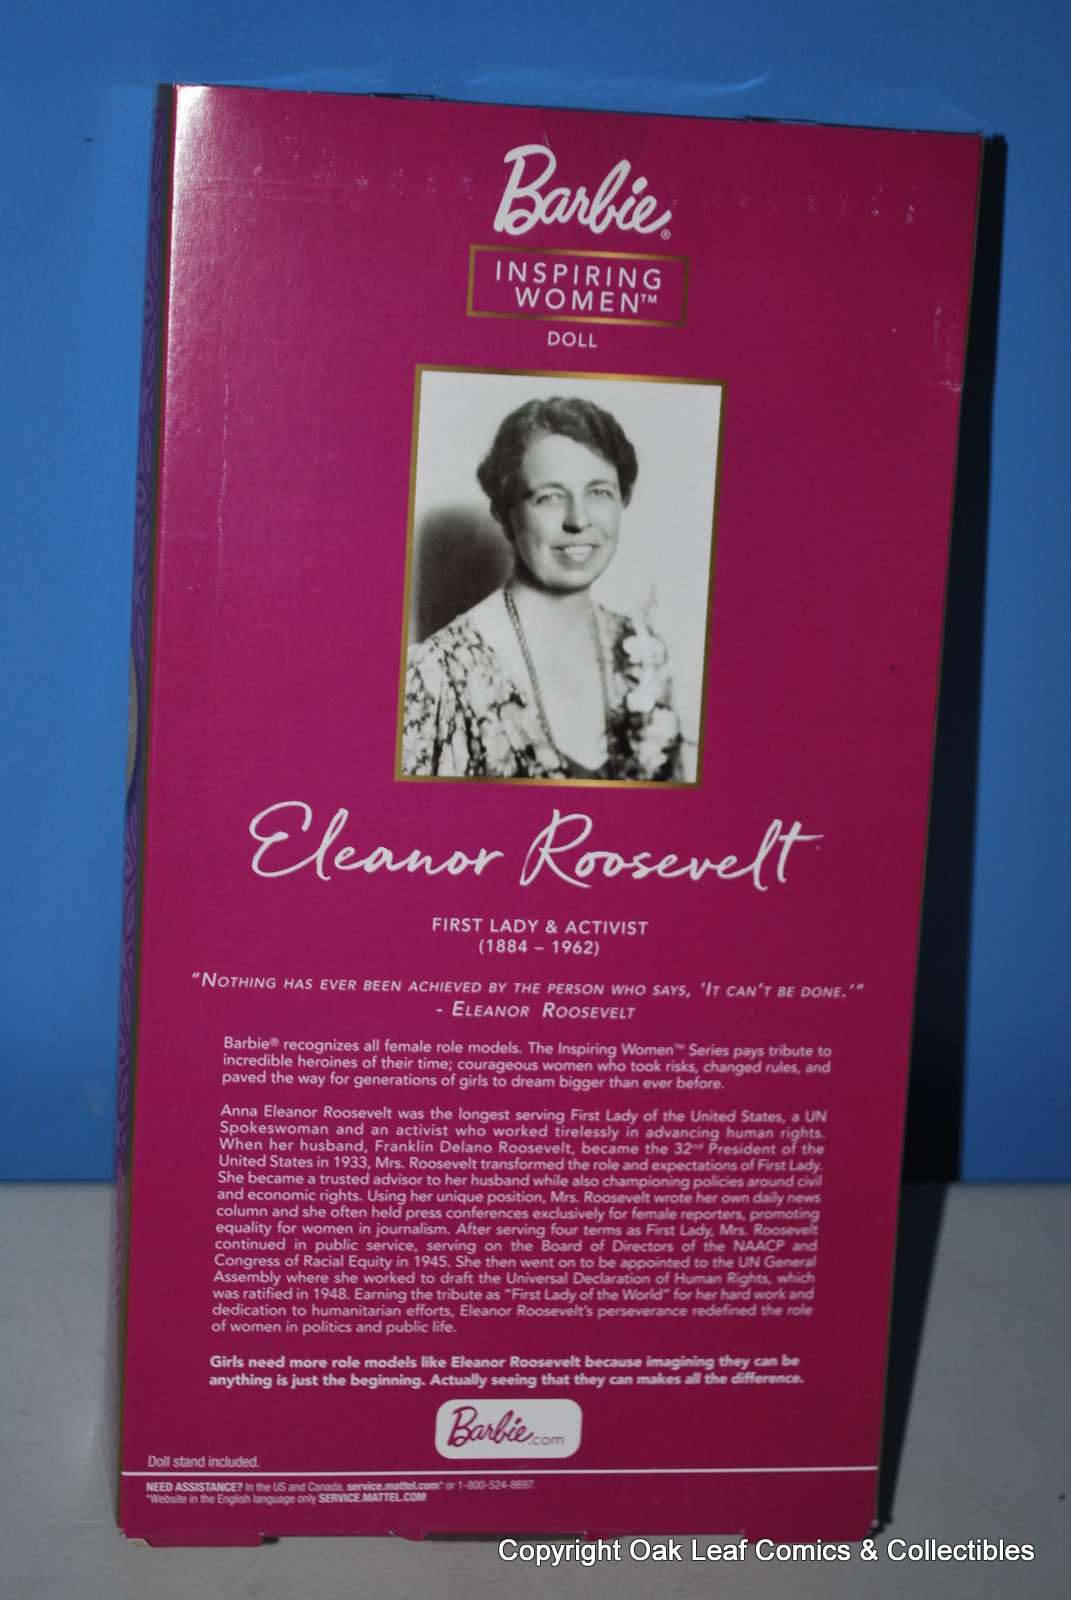 Barbie®
INSPIRING
WOMEN™
DOLL
Eleanor Roosevelt
FIRST LADY & ACTIVIST
(1884 – 1962)
“NOTHING HAS EVER BEEN ACHIEVED BY THE PERSON WHO SAYS, ‘IT CAN’T BE DONE.’”
- ELEANOR ROOSEVELT
Barbie® recognizes all female role models. The Inspiring Women™ Series pays tribute to
incredible heroines of their time; courageous women who took risks, changed rules, and
paved the way for generations of girls to dream bigger than ever before.
Anna Eleanor Roosevelt was the longest serving First Lady of the United States, a UN
Spokeswoman and an activist who worked tirelessly in advancing human rights.
When her husband, Franklin Delano Roosevelt, became the 32nd President of the
United States in 1933, Mrs. Roosevelt transformed the role and expectations of First Lady.
She became a trusted advisor to her husband while also championing policies around civil
and economic rights. Using her unique position, Mrs. Roosevelt wrote her own daily news
column and she often held press conferences exclusively for female reporters, promoting
equality for women in journalism. After serving four terms as First Lady, Mrs. Roosevelt
continued in public service, serving on the Board of Directors of the NAACP and
Congress of Racial Equity in 1945. She then went on to be appointed to the UN General
Assembly where she worked to draft the Universal Declaration of Human Rights, which
was ratified in 1948. Earning the tribute as “First Lady of the World” for her hard work and
dedication to humanitarian efforts, Eleanor Roosevelt’s perseverance redefined the role
of women in politics and public life.
Girls need more role models like Eleanor Roosevelt because imagining they can be
anything is just the beginning. Actually seeing that they can makes all the difference.
Barbie.com
Doll stand included.
NEED ASSISTANCE? In the US and Canada, service.mattel.com* or 1-800-524-8697.
*Website in the English language only SERVICE.MATTEL.COM
Copyright Oak Leaf Comics & Collectibles